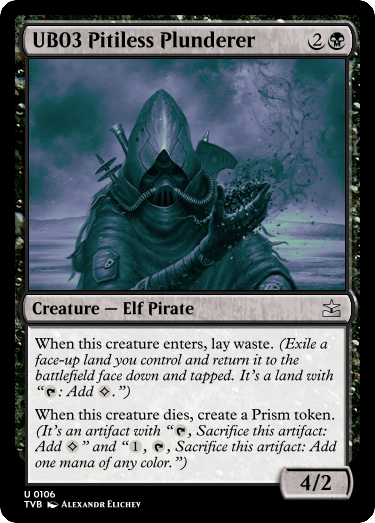 UB03 Pitiless Plunderer 2
Creature — Elf Pirate
When this creature enters, lay waste. (Exile a
face-up land you control and return it to the
battlefield face down and tapped. It's a land with
“: Add .”)
When this creature dies, create a Prism token.
(It's an artifact with “, Sacrifice this artifact:
Add ” and “1, , Sacrifice this artifact: Add
one mana of any color.”)
4/2
U 0106
TVB Alexandr Elichev